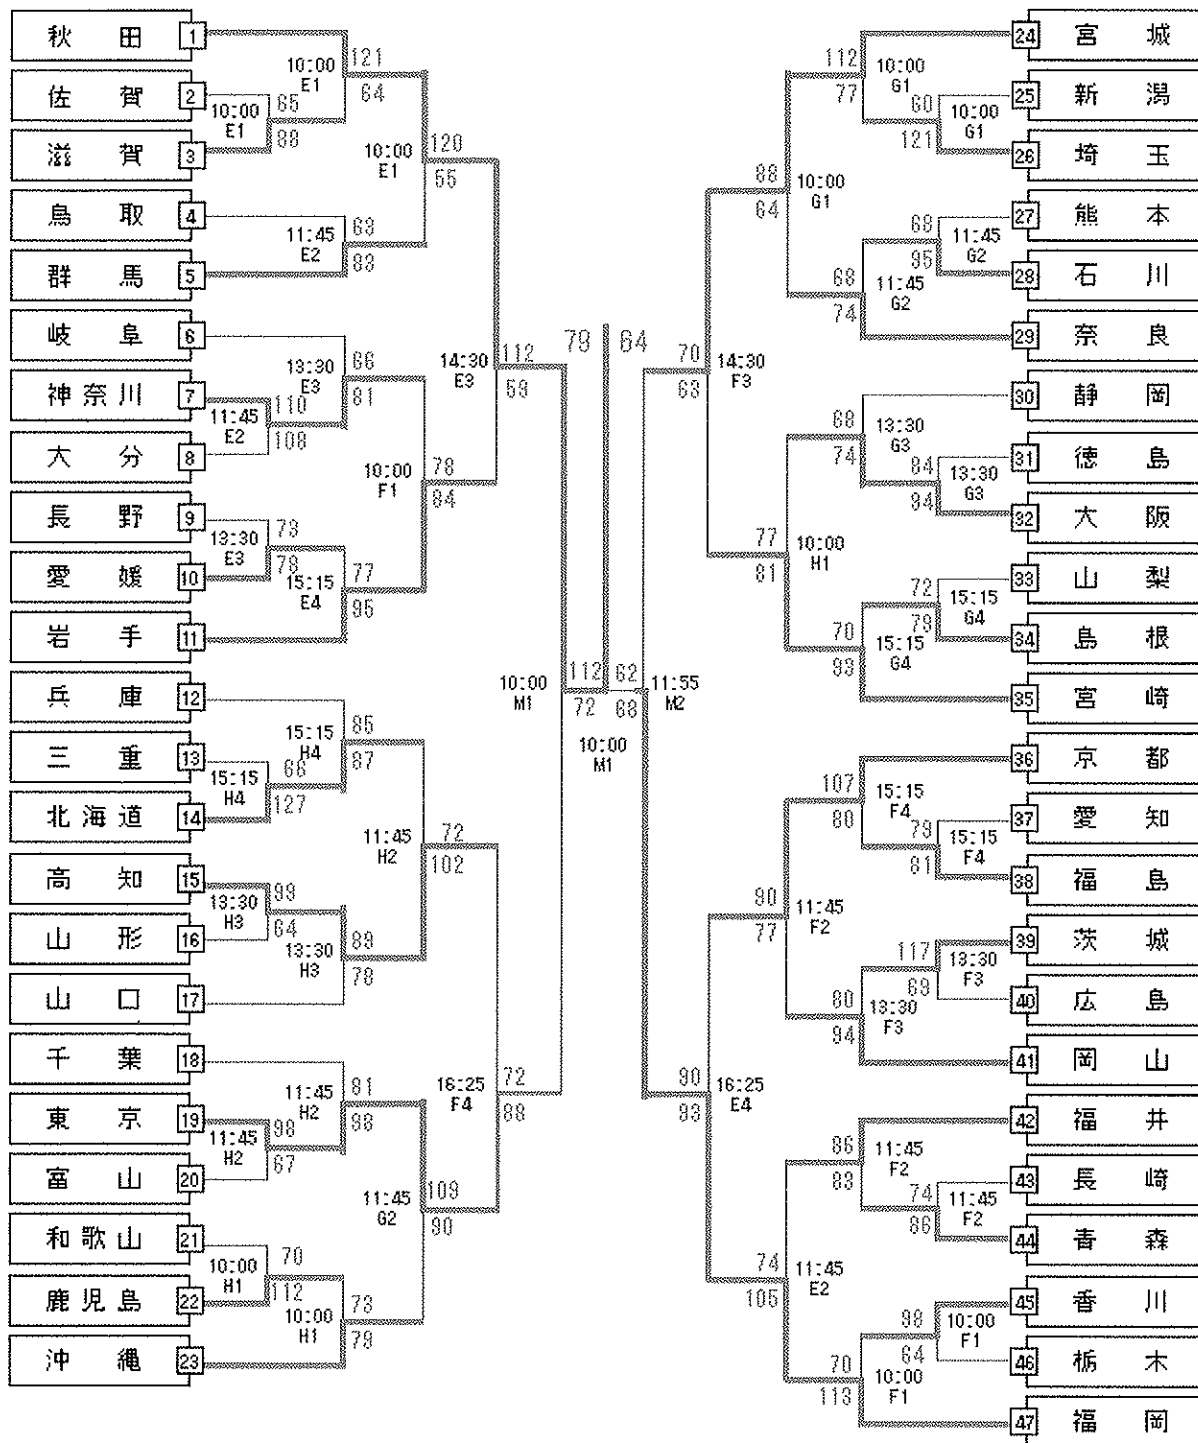 秋田 1
佐賀 2
滋賀 3
鳥取 4
群馬 5
岐阜 6
神奈川 7
大分 8
長野 9
愛媛 10
岩手 11
兵庫 12
三重 13
北海道 14
高知 15
山形 16
山口 17
千葉 18
東京 19
富山 20
和歌山 21
鹿児島 22
沖縄 23
10:00
E1
65
88
11:45
E2
110
108
13:30
E3
73
78
15:15
H4
66
127
13:30
H3
99
64
11:45
H2
98
67
10:00
H1
70
112
10:00
E1
121
64
11:45
E2
63
83
13:30
E3
66
81
15:15
E4
77
95
15:15
H4
85
87
13:30
H3
89
78
11:45
H2
81
98
10:00
H1
73
79
10:00
E1
120
55
10:00
F1
78
84
11:45
H2
72
102
11:45
G2
109
90
14:30
E3
112
59
16:25
F4
72
88
10:00
M1
112
72
79 64
10:00
M1
62
68
11:55
M2
70
63
14:30
F3
90
93
16:25
E4
88
64
10:00
G1
77
81
10:00
H1
90
77
11:45
F2
74
105
11:45
E2
112
77
10:00
G1
68
74
11:45
G2
68
74
13:30
G3
70
93
15:15
G4
107
80
15:15
F4
80
94
13:30
F3
86
83
11:45
F2
70
113
10:00
F1
60
121
10:00
G1
68
95
11:45
G2
84
94
13:30
G3
72
79
15:15
G4
79
81
15:15
F4
117
69
13:30
F3
74
86
11:45
F2
98
64
10:00
F1
24 宮城
25 新潟
26 埼玉
27 熊本
28 石川
29 奈良
30 静岡
31 徳島
32 大阪
33 山梨
34 島根
35 宮崎
36 京都
37 愛知
38 福島
39 茨城
40 広島
41 岡山
42 福井
43 長崎
44 青森
45 香川
46 栃木
47 福岡